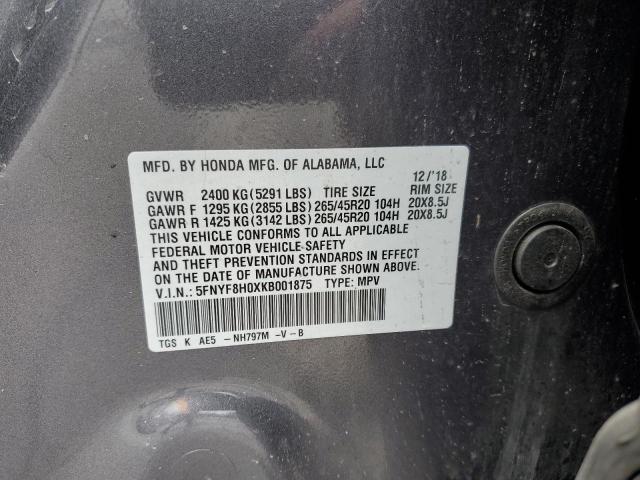 MFD. BY HONDA MFG. OF ALABAMA, LLC
12/'18
GVWR 2400 KG(5291 LBS) TIRE SIZE RIM SIZE
GAWR F 1295 KG(2855 LBS) 265/45R20 104H 20X8.5J
GAWR R 1425 KG(3142 LBS) 265/45R20 104H 20X8.5J
THIS VEHICLE CONFORMS TO ALL APPLICABLE
FEDERAL MOTOR VEHICLE SAFETY
AND THEFT PREVENTION STANDARDS IN EFFECT
ON THE DATE OF MANUFACTURE SHOWN ABOVE.
V.I.N.: 5FNYF8H0XKB001875 TYPE: MPV
TGS K AE5 -NH797M -V-B